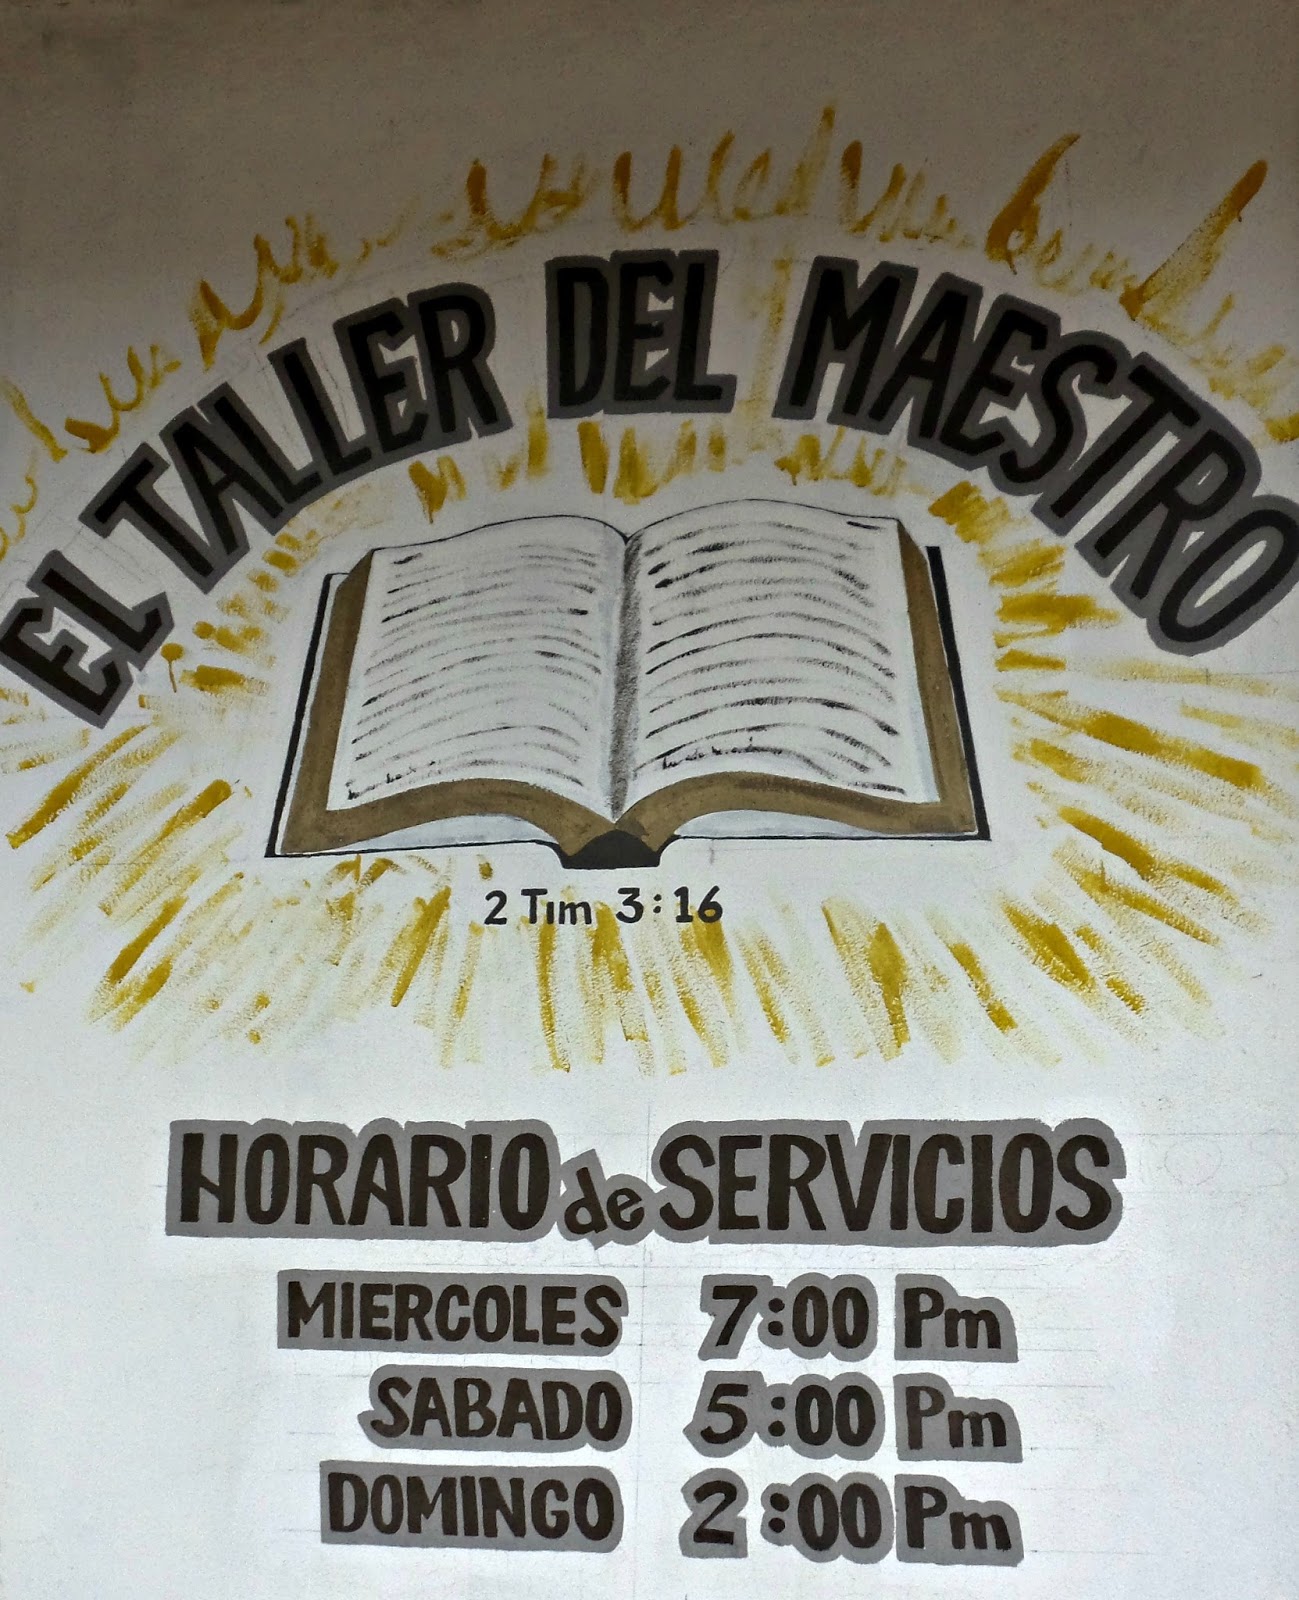 EL TALLER DEL MAESTRO
2 Tim 3:16
HORARIO de SERVICIOS
MIERCOLES 7:00 Pm
SABADO 5:00 Pm
DOMINGO 2:00 Pm